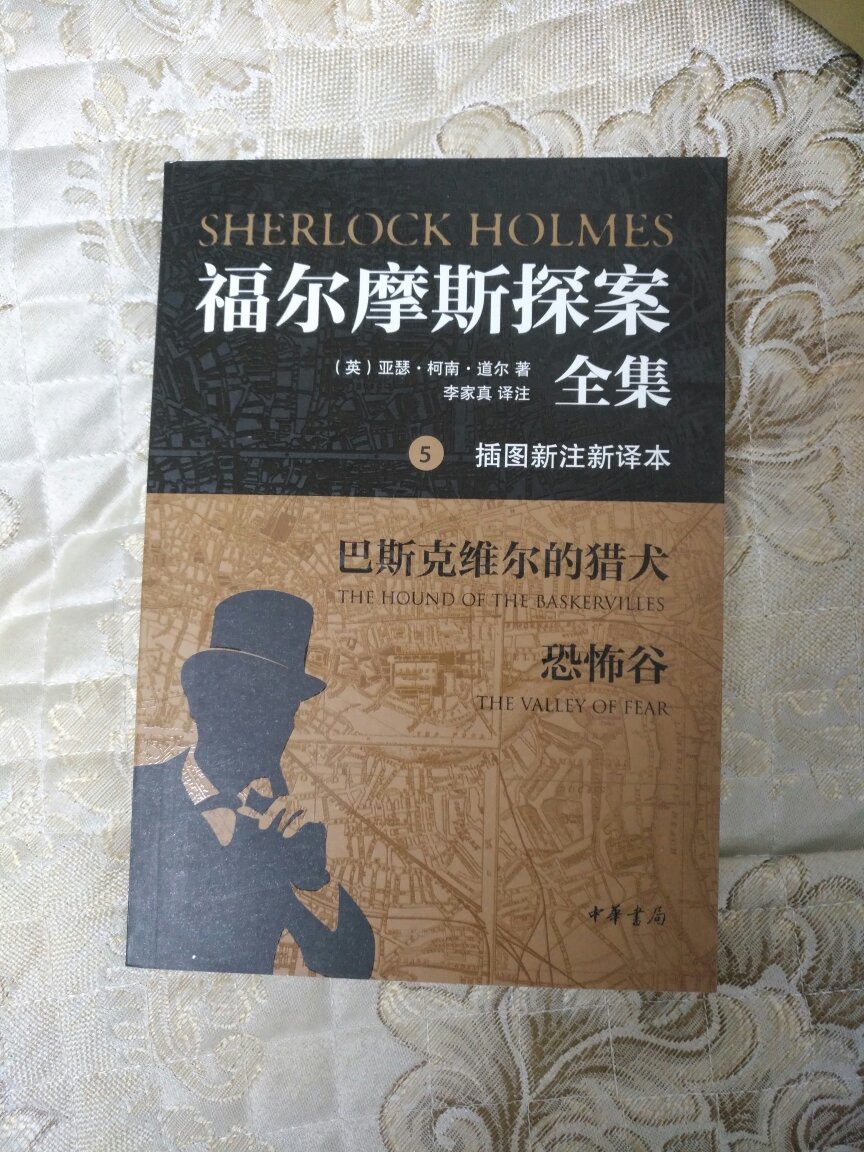 SHERLOCK HOLMES
福尔摩斯探案
全集
（英）亚瑟·柯南·道尔 著
李家真 译注
5 插图新注新译本
巴斯克维尔的猎犬
THE HOUND OF THE BASKERVILLES
恐怖谷
THE VALLEY OF FEAR
中华书局